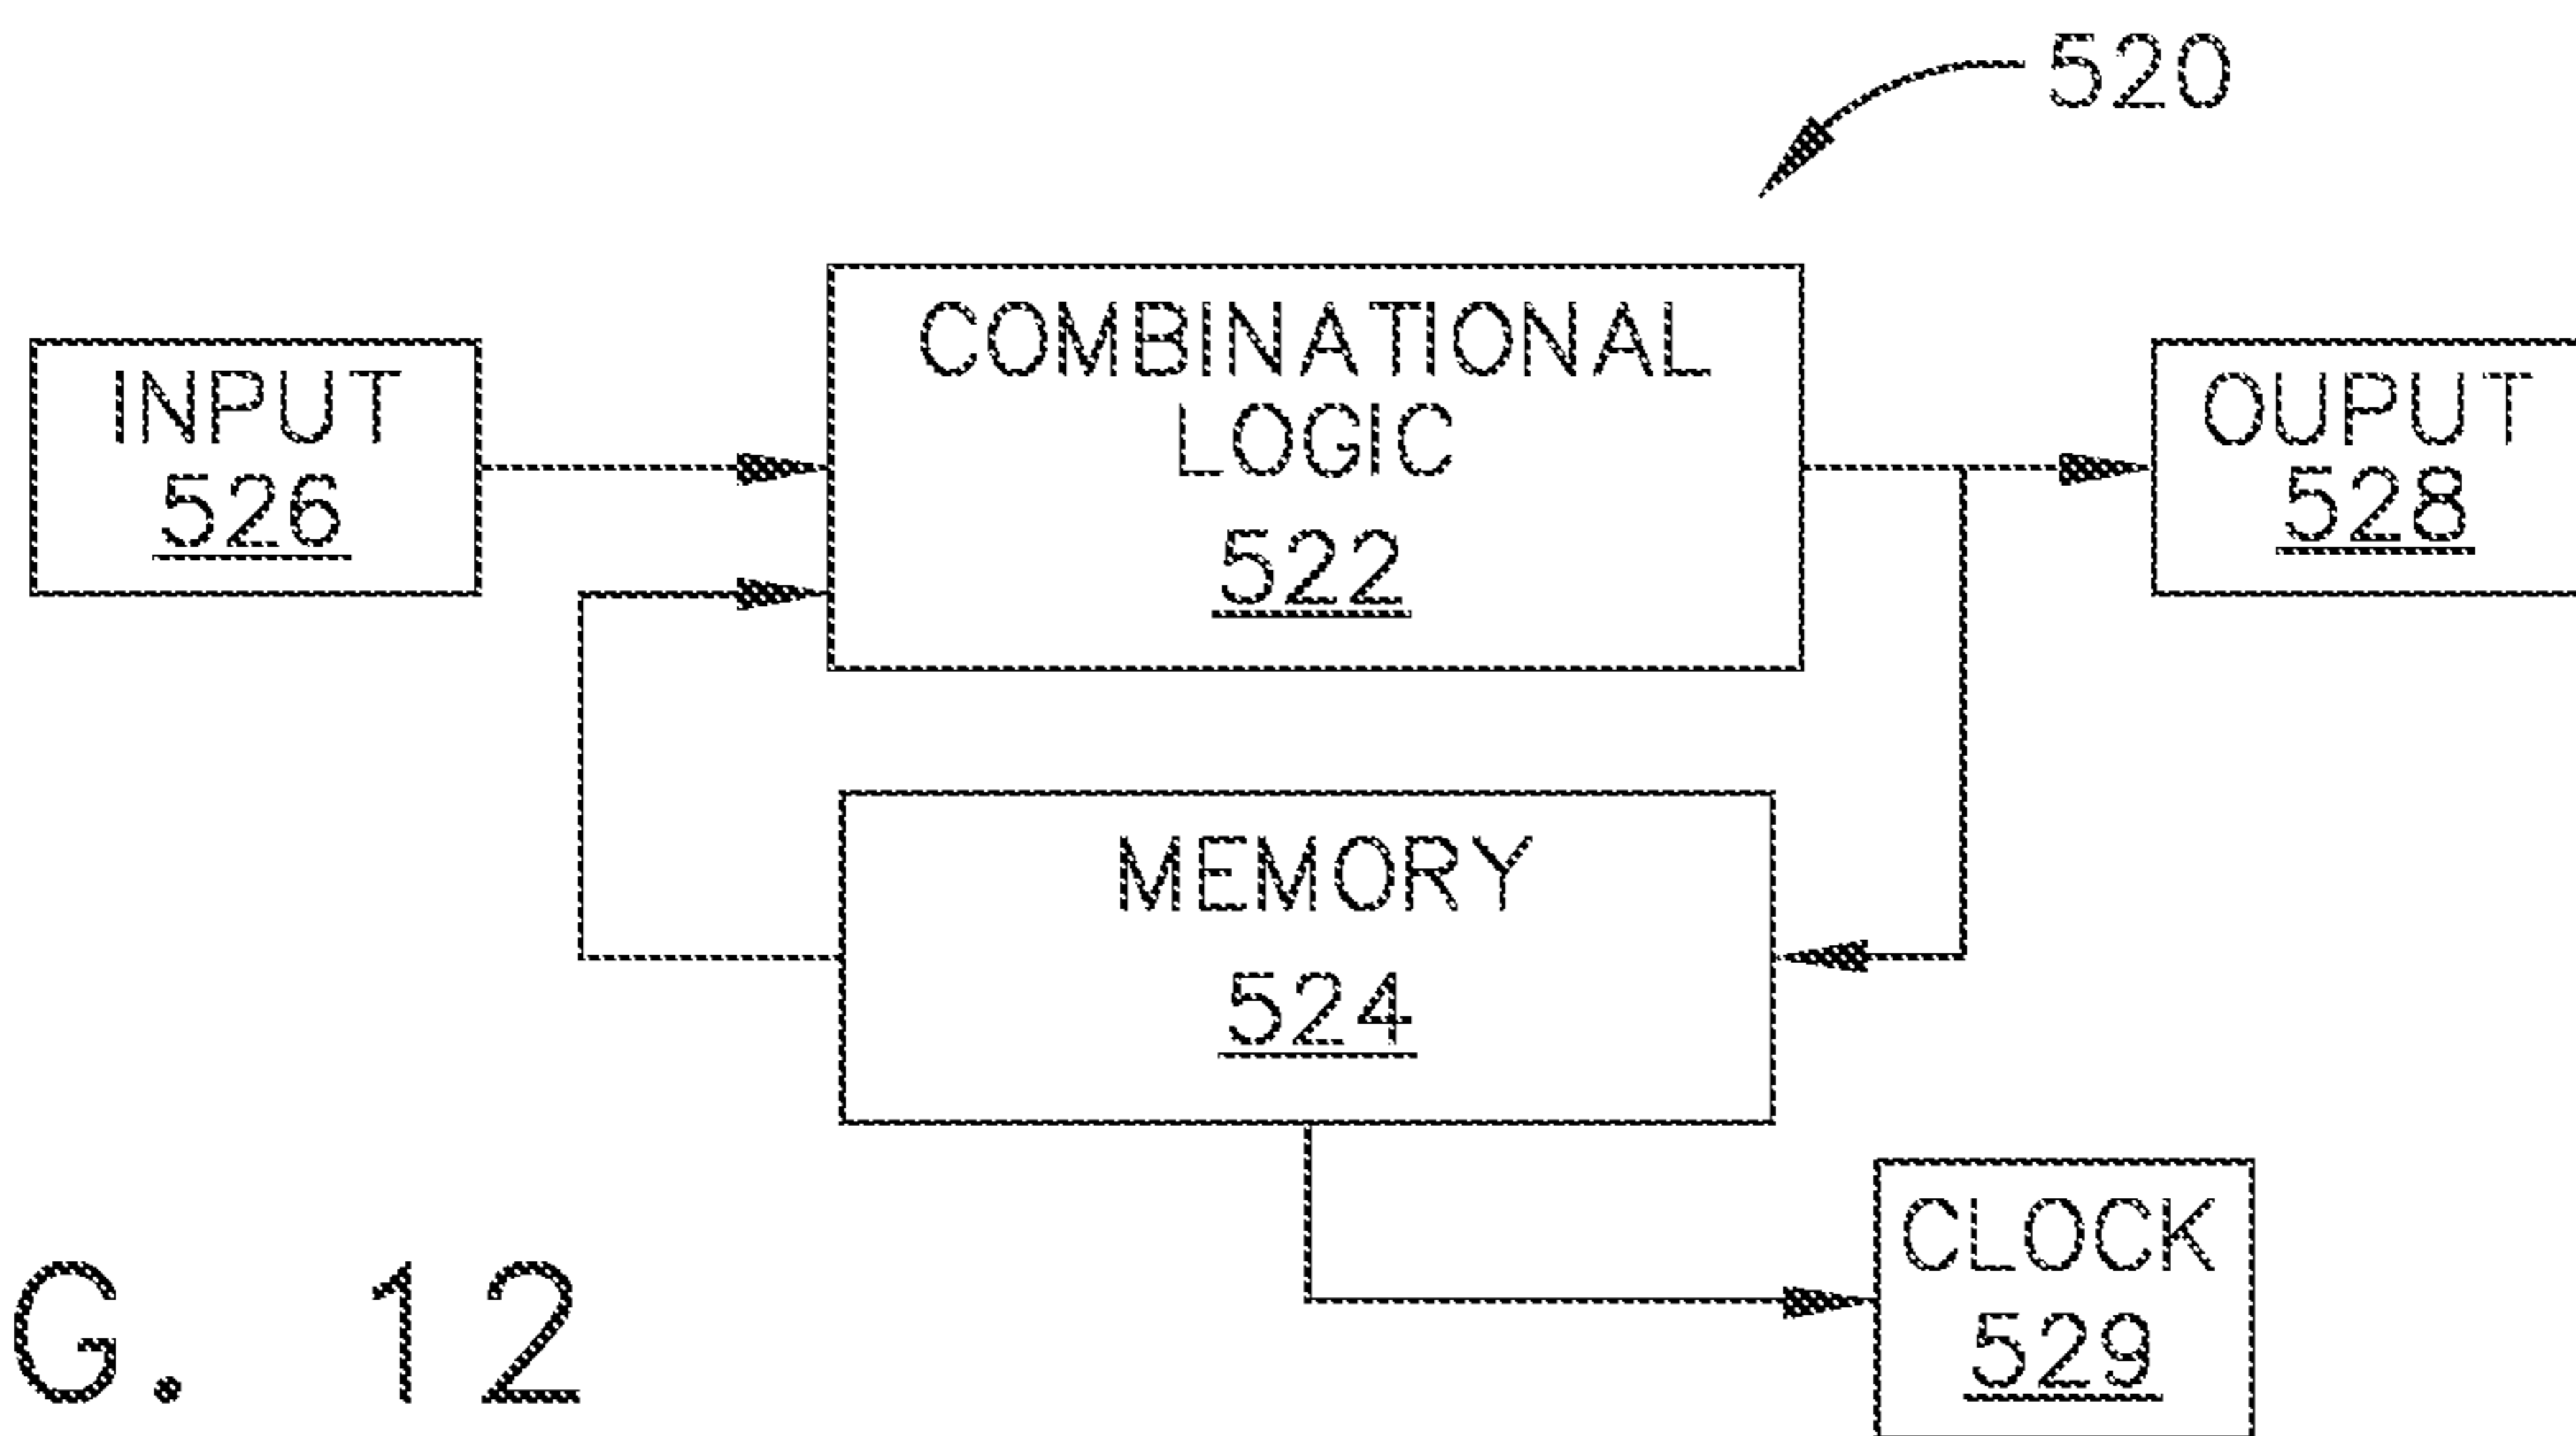 520
COMBINATIONAL
LOGIC
522
INPUT
526
OUPUT
528
MEMORY
524
CLOCK
529
G. 12